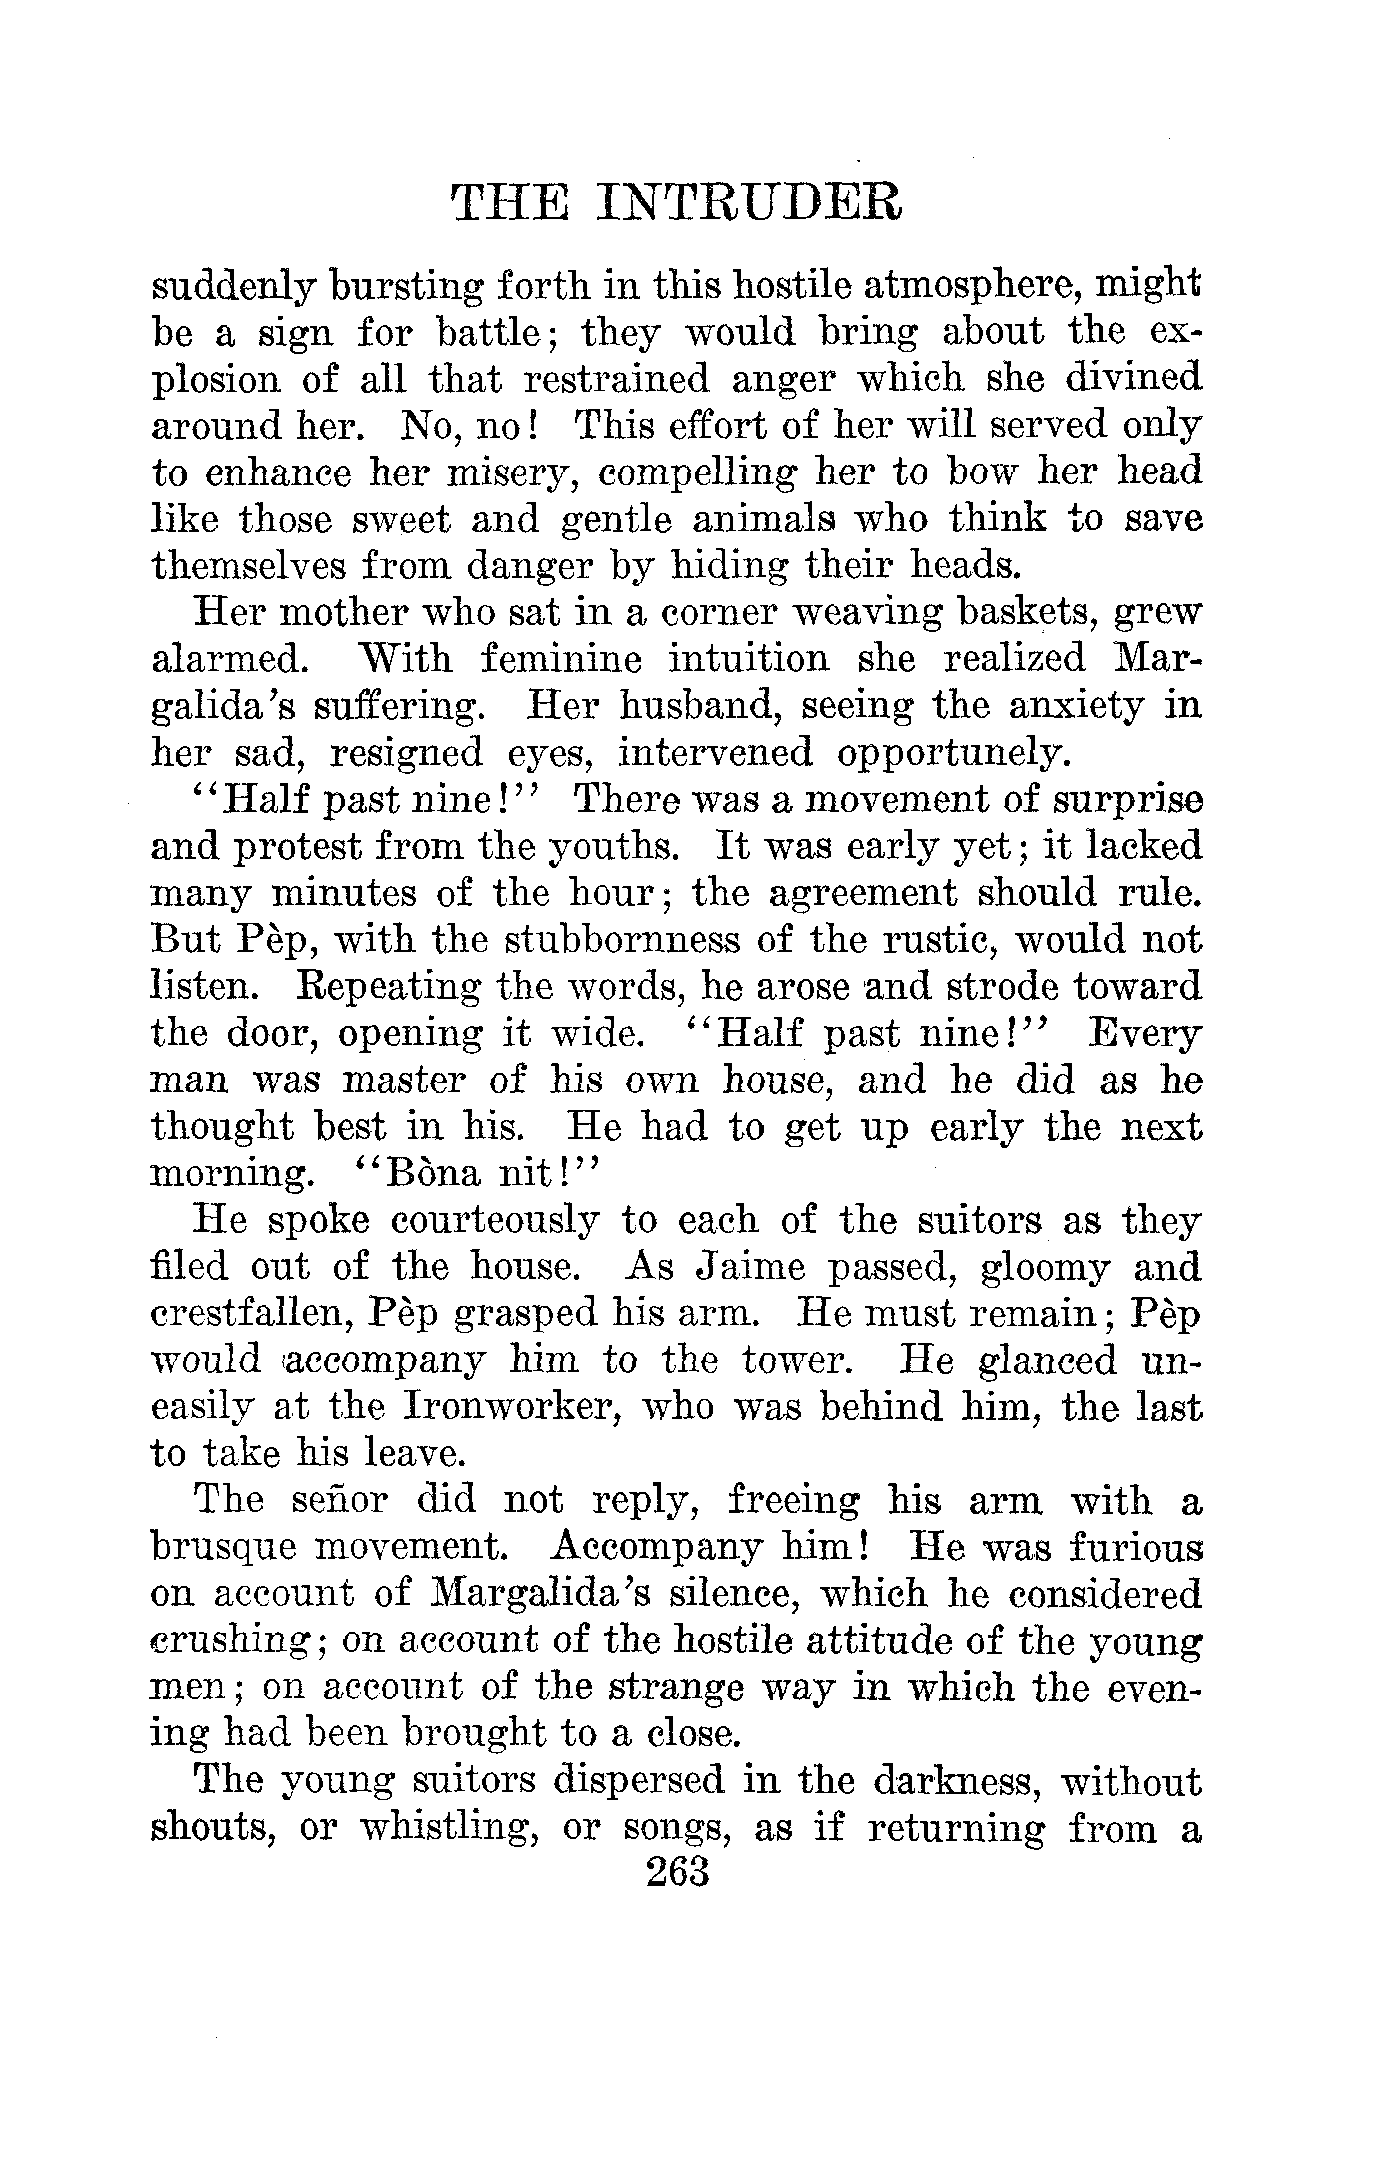 THE INTRUDER
suddenly bursting forth in this hostile atmosphere, might
be a sign for battle; they would bring about the ex-
plosion of all that restrained anger which she divined
around her. No, no! This effort of her will served only
to enhance her misery, compelling her to bow her head
like those sweet and gentle animals who think to save
themselves from danger by hiding their heads.
Her mother who sat in a corner weaving baskets, grew
alarmed. With feminine intuition she realized Mar-
galida's suffering. Her husband, seeing the anxiety in
her sad, resigned eyes, intervened opportunely.
"Half past nine!" There was a movement of surprise
and protest from the youths. It was early yet; it lacked
many minutes of the hour; the agreement should rule.
But Pèp, with the stubbornness of the rustic, would not
listen. Repeating the words, he arose and strode toward
the door, opening it wide. "Half past nine!" Every
man was master of his own house, and he did as he
thought best in his. He had to get up early the next
morning. "Bòna nit!"
He spoke courteously to each of the suitors as they
filed out of the house. As Jaime passed, gloomy and
crestfallen, Pèp grasped his arm. He must remain; Pèp
would accompany him to the tower. He glanced un-
easily at the Ironworker, who was behind him, the last
to take his leave.
The señor did not reply, freeing his arm with a
brusque movement. Accompany him! He was furious
on account of Margalida's silence, which he considered
crushing; on account of the hostile attitude of the young
men; on account of the strange way in which the even-
ing had been brought to a close.
The young suitors dispersed in the darkness, without
shouts, or whistling, or songs, as if returning from a
263